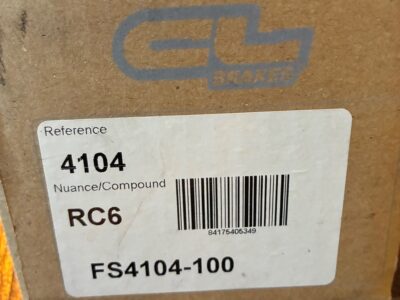 CL
BRAKES
Reference
4104
Nuance/Compound
RC6
84175405349
FS4104-100